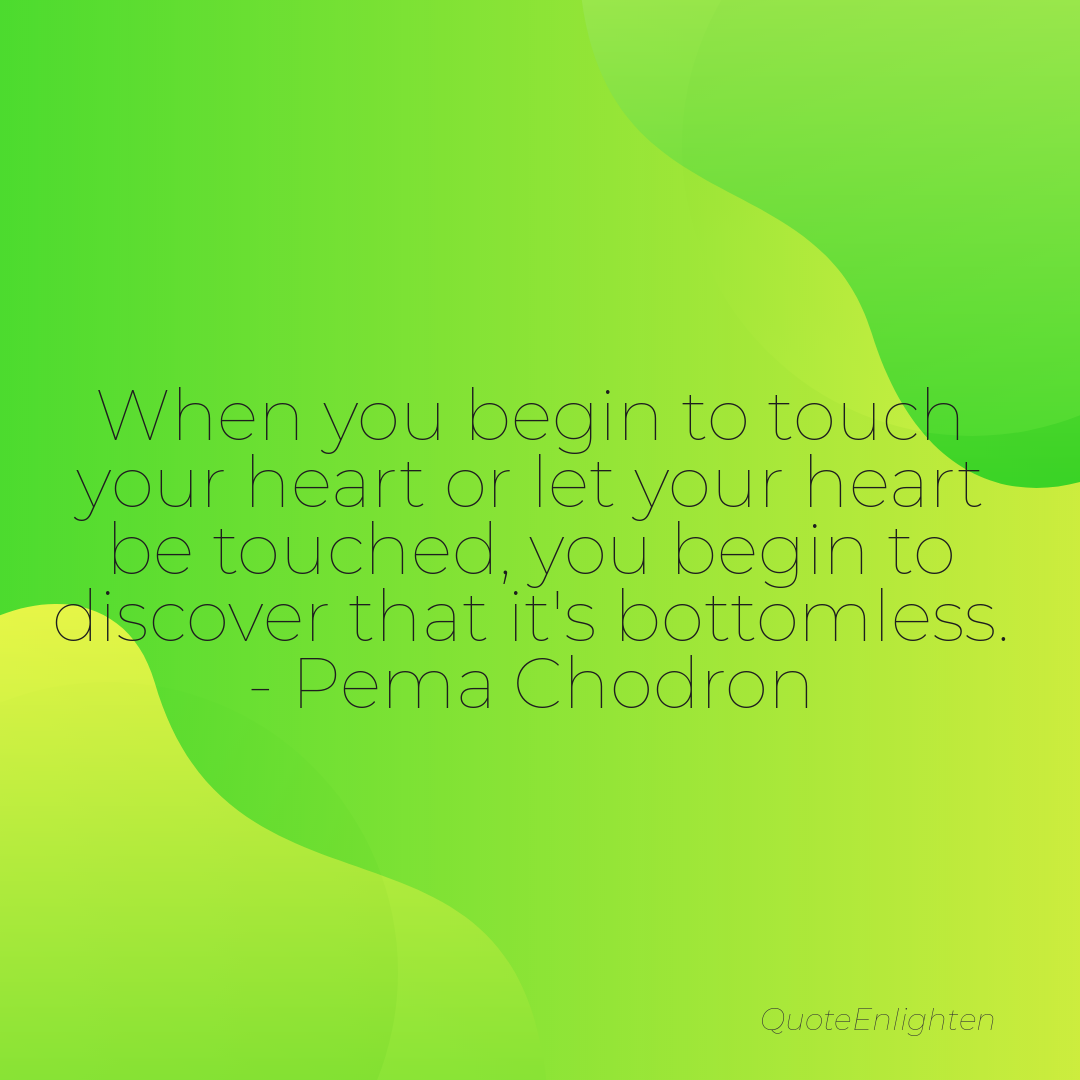 When you begin to touch
your heart or let your heart
be touched, you begin to
discover that it's bottomless.
- Pema Chodron
QuoteEnlighten